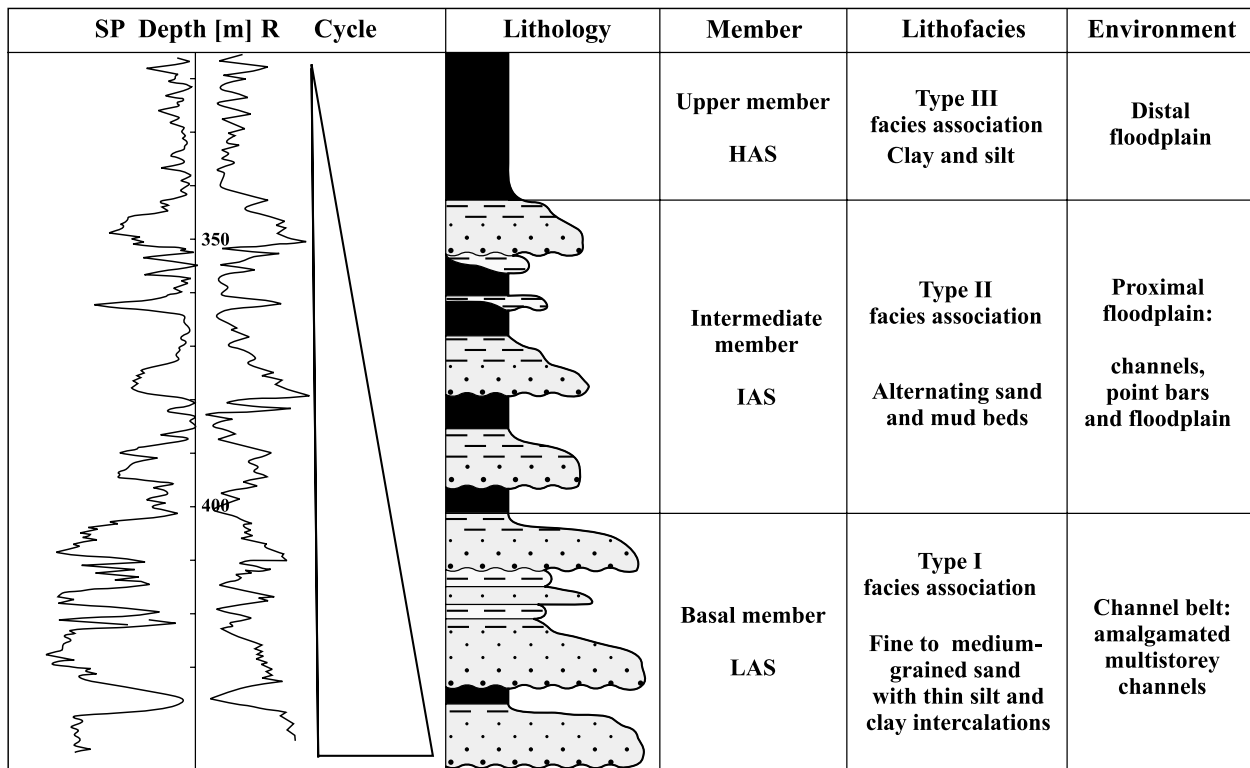 SP Depth [m] R Cycle Lithology Member Lithofacies Environment
350
400
Upper member
HAS
Type III
facies association
Clay and silt
Distal
floodplain
Intermediate
member
IAS
Type II
facies association
Alternating sand
and mud beds
Proximal
floodplain:
channels,
point bars
and floodplain
Basal member
LAS
Type I
facies association
Fine to medium-
grained sand
with thin silt and
clay intercalations
Channel belt:
amalgamated
multistorey
channels